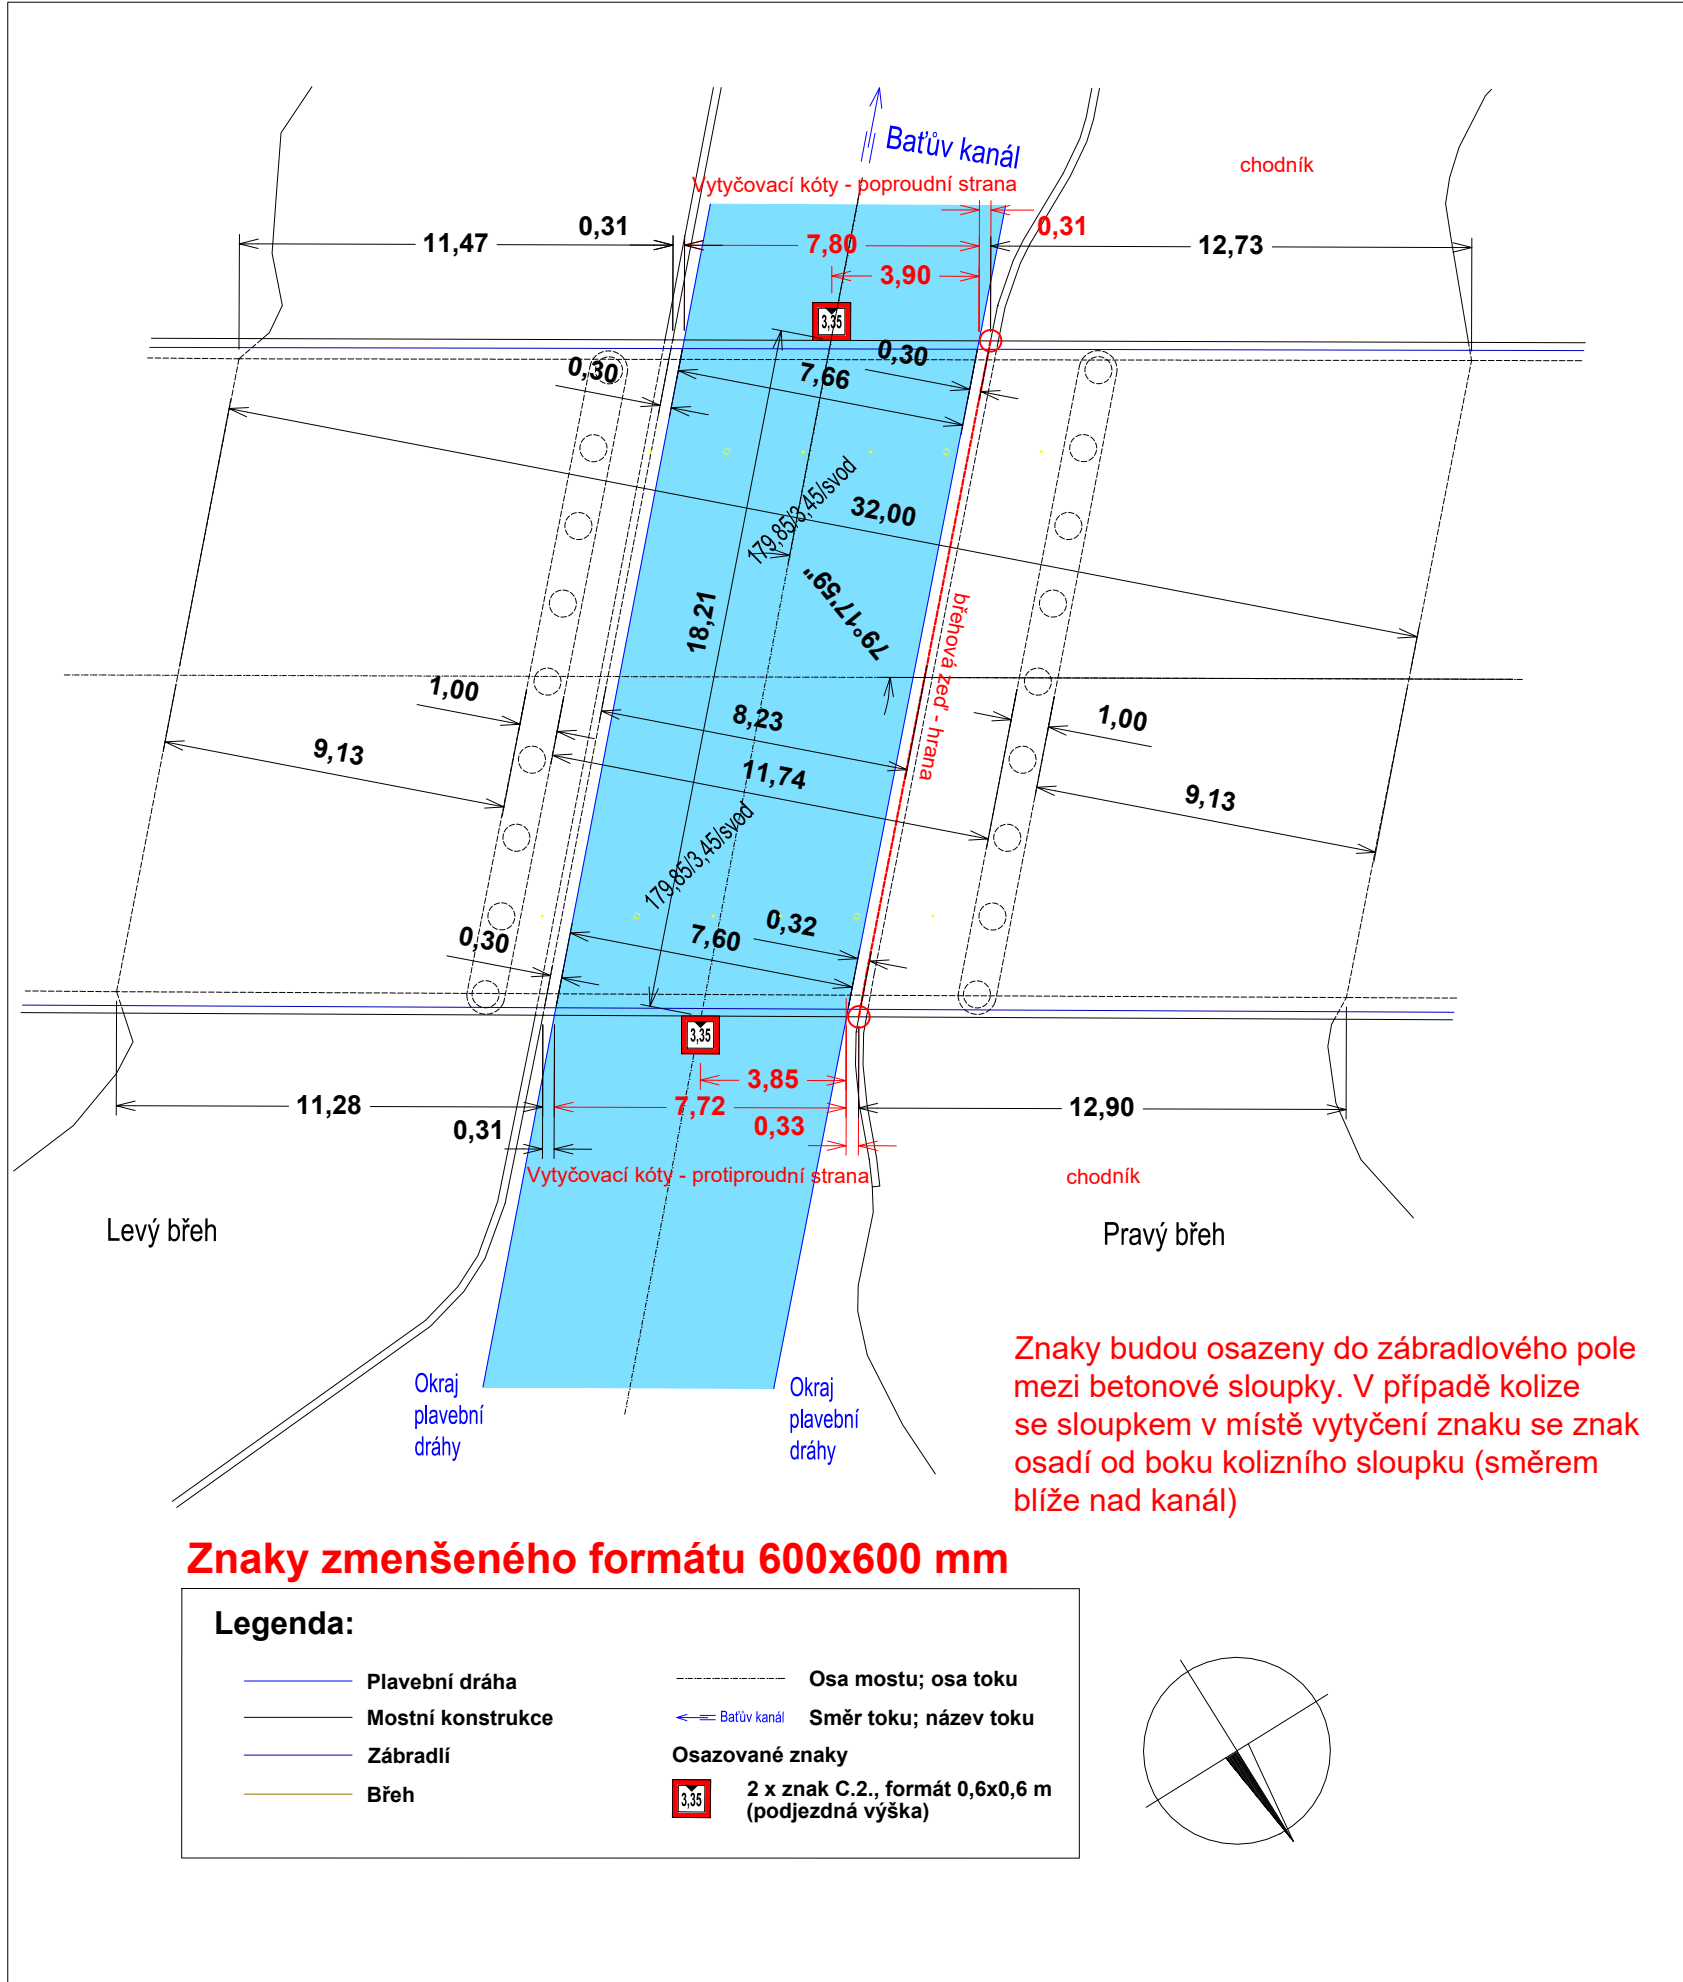 Baťův kanál
chodník
Vytyčovací kóty - poproudní strana
11,47
0,31
7,80
0,31
12,73
3,90
3,35
0,30
7,66
0,30
179,85/3,45/svod
32,00
79°17'59"
18,21
břehová zeď - hrana
1,00
8,23
1,00
9,13
11,74
9,13
179,85/3,45/svod
0,30
7,60
0,32
3,35
3,85
11,28
7,72
12,90
0,31
0,33
Vytyčovací kóty - protiproudní strana
chodník
Levý břeh
Pravý břeh
Okraj
plavební
dráhy
Okraj
plavební
dráhy
Znaky budou osazeny do zábradlového pole
mezi betonové sloupky. V případě kolize
se sloupkem v místě vytyčení znaku se znak
osadí od boku kolizního sloupku (směrem
blíže nad kanál)
Znaky zmenšeného formátu 600x600 mm
Legenda:
Plavební dráha
Mostní konstrukce
Zábradlí
Břeh
Osa mostu; osa toku
Baťův kanál Směr toku; název toku
Osazované znaky
3,35
2 x znak C.2., formát 0,6x0,6 m
(podjezdná výška)